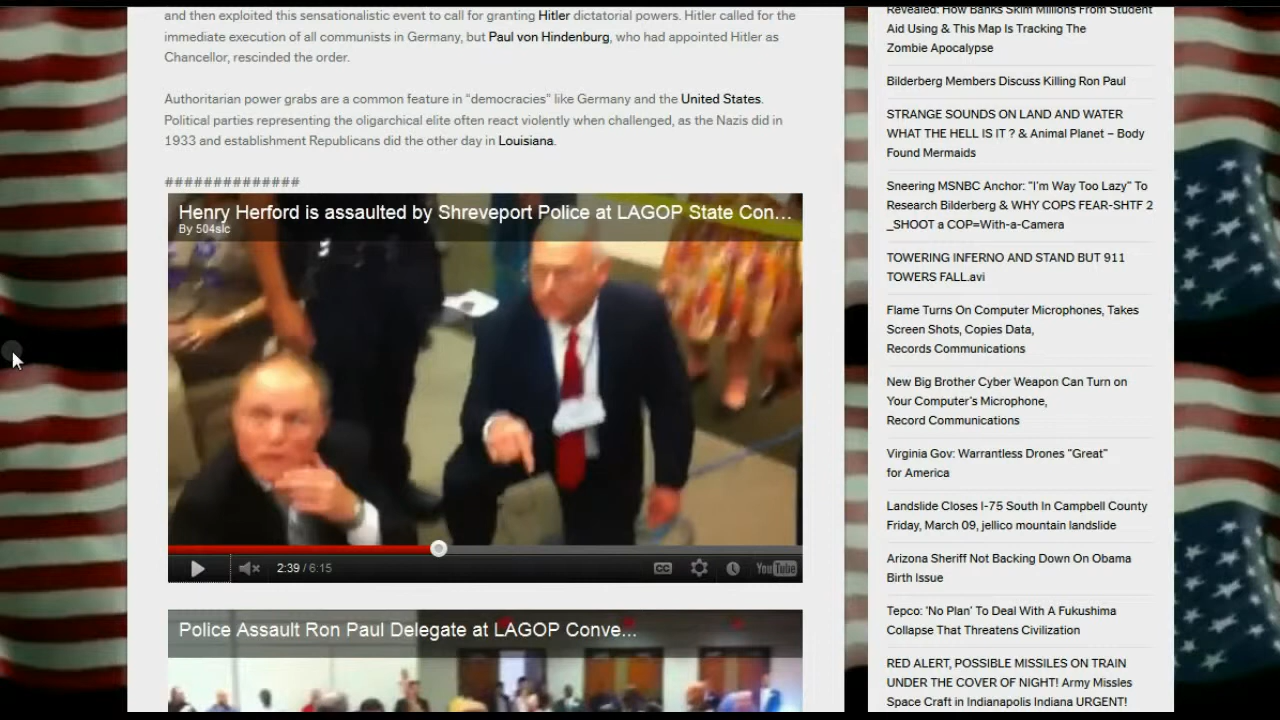 and then exploited this sensationalistic event to call for granting Hitler dictatorial powers. Hitler called for the
immediate execution of all communists in Germany, but Paul von Hindenburg, who had appointed Hitler as
Chancellor, rescinded the order.
Authoritarian power grabs are a common feature in “democracies” like Germany and the United States.
Political parties representing the oligarchical elite often react violently when challenged, as the Nazis did in
1933 and establishment Republicans did the other day in Louisiana.
##############
Henry Herford is assaulted by Shreveport Police at LAGOP State Con...
By 504slc
2:39 / 6:15
CC
YouTube
Police Assault Ron Paul Delegate at LAGOP Conve...
Revealed: How Banks Skim Millions From Student
Aid Using & This Map Is Tracking The
Zombie Apocalypse
Bilderberg Members Discuss Killing Ron Paul
STRANGE SOUNDS ON LAND AND WATER
WHAT THE HELL IS IT ? & Animal Planet – Body
Found Mermaids
Sneering MSNBC Anchor: “I’m Way Too Lazy” To
Research Bilderberg & WHY COPS FEAR-SHTF 2
_SHOOT a COP=With-a-Camera
TOWERING INFERNO AND STAND BUT 911
TOWERS FALL.avi
Flame Turns On Computer Microphones, Takes
Screen Shots, Copies Data,
Records Communications
New Big Brother Cyber Weapon Can Turn on
Your Computer’s Microphone,
Record Communications
Virginia Gov: Warrantless Drones “Great”
for America
Landslide Closes I-75 South In Campbell County
Friday, March 09, jellico mountain landslide
Arizona Sheriff Not Backing Down On Obama
Birth Issue
Tepco: ‘No Plan’ To Deal With A Fukushima
Collapse That Threatens Civilization
RED ALERT, POSSIBLE MISSILES ON TRAIN
UNDER THE COVER OF NIGHT! Army Missles
Space Craft in Indianapolis Indiana URGENT!